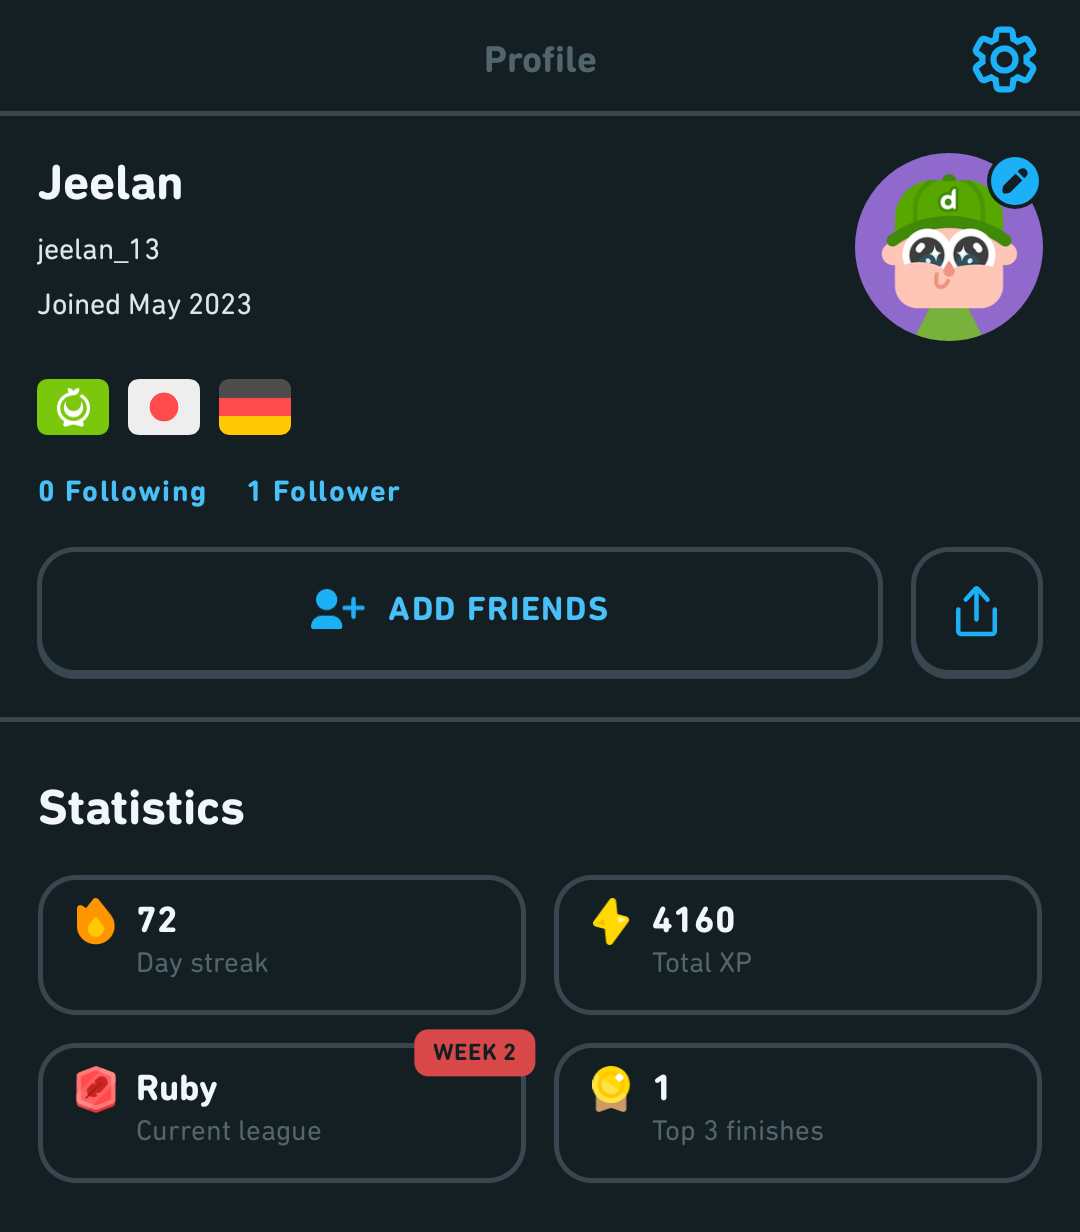 Profile
Jeelan
jeelan_13
Joined May 2023
d
0 Following 1 Follower
ADD FRIENDS
Statistics
72
Day streak
4160
Total XP
WEEK 2
Ruby
Current league
1
Top 3 finishes